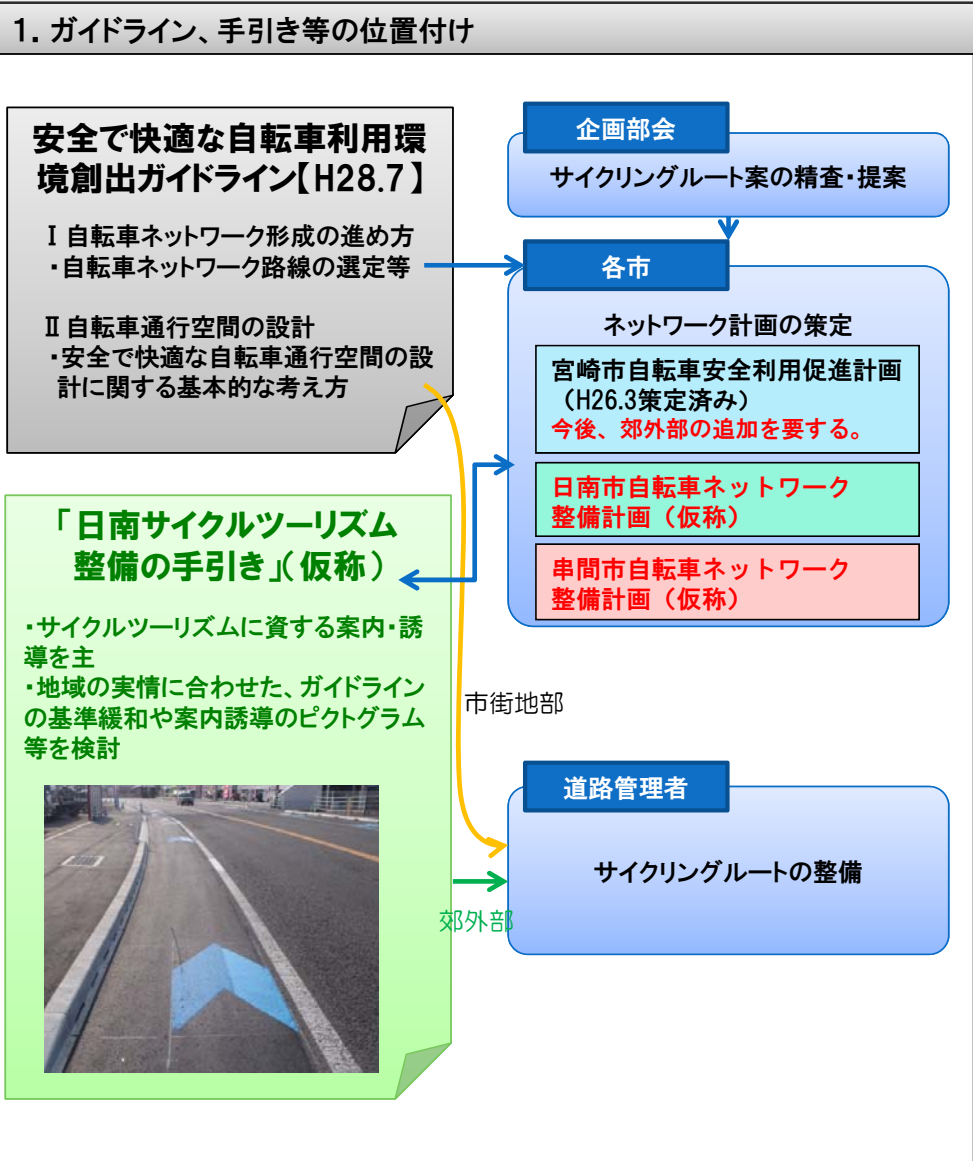 1. ガイドライン、手引き等の位置付け
安全で快適な自転車利用環
境創出ガイドライン【H28.7】
Ⅰ 自転車ネットワーク形成の進め方
・自転車ネットワーク路線の選定等
Ⅱ 自転車通行空間の設計
・安全で快適な自転車通行空間の設
計に関する基本的な考え方
企画部会
サイクリングルート案の精査・提案
各市
ネットワーク計画の策定
宮崎市自転車安全利用促進計画
（H26.3策定済み）
今後、郊外部の追加を要する。
日南市自転車ネットワーク
整備計画（仮称）
串間市自転車ネットワーク
整備計画（仮称）
「日南サイクルツーリズム
整備の手引き」（仮称）
・サイクルツーリズムに資する案内・誘
導を主
・地域の実情に合わせた、ガイドライン
の基準緩和や案内誘導のピクトグラム
等を検討
市街地部
郊外部
道路管理者
サイクリングルートの整備